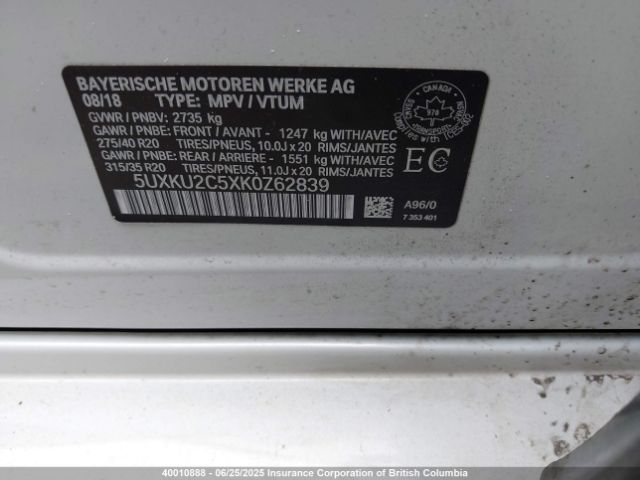 BAYERISCHE MOTOREN WERKE AG
08/18 TYPE: MPV / VTUM
GVWR / PNBV: 2735 kg
GAWR / PNBE: FRONT / AVANT - 1247 kg WITH/AVEC
275/40 R20 TIRES/PNEUS, 10.0J x 20 RIMS/JANTES
GAWR / PNBE: REAR / ARRIERE - 1551 kg WITH/AVEC
315/35 R20 TIRES/PNEUS, 11.0J x 20 RIMS/JANTES
5UXKU2C5XK0Z62839
CANADA
978
TRANSPORT
EC
A96/0
7 353 401
40010888 - 06/25/2025 Insurance Corporation of British Columbia